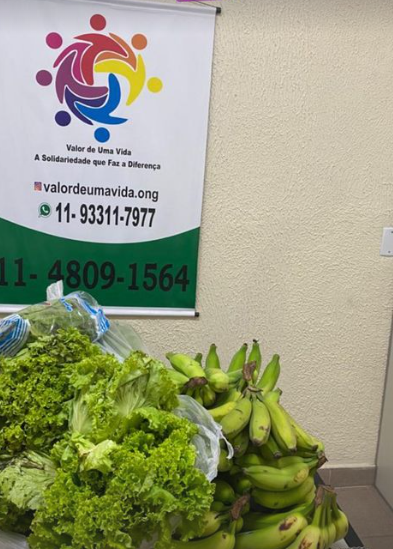 Valor de Uma Vida
A Solidariedade que Faz a Diferença
valordeumavida.ong
11- 93311-7977
11- 4809-1564